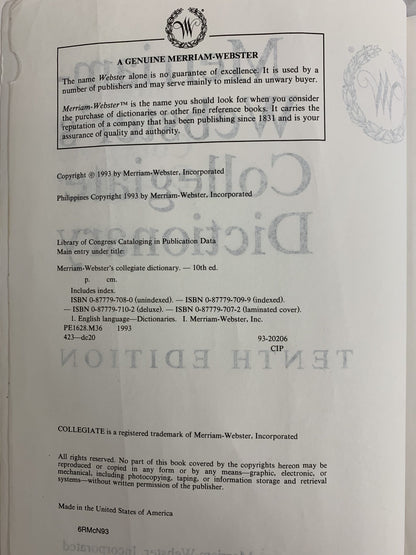 A GENUINE MERRIAM-WEBSTER
The name Webster alone is no guarantee of excellence. It is used by a
number of publishers and may serve mainly to mislead an unwary buyer.
Merriam-Webster™ is the name you should look for when you consider
the purchase of dictionaries or other fine reference books. It carries the
reputation of a company that has been publishing since 1831 and is your
assurance of quality and authority.
Copyright © 1993 by Merriam-Webster, Incorporated
Philippines Copyright 1993 by Merriam-Webster, Incorporated
Library of Congress Cataloging in Publication Data
Main entry under title:
Merriam-Webster's collegiate dictionary. — 10th ed.
p. cm.
Includes index.
ISBN 0-87779-708-0 (unindexed). — ISBN 0-87779-709-9 (indexed).
— ISBN 0-87779-710-2 (deluxe). — ISBN 0-87779-707-2 (laminated cover).
1. English language—Dictionaries. I. Merriam-Webster, Inc.
PE1628.M36 1993
423—dc20 93-20206
CIP
COLLEGIATE is a registered trademark of Merriam-Webster, Incorporated
All rights reserved. No part of this book covered by the copyrights hereon may be
reproduced or copied in any form or by any means—graphic, electronic, or
mechanical, including photocopying, taping, or information storage and retrieval
systems—without written permission of the publisher.
Made in the United States of America
6RMcN93
Merriam-
Webster's
Collegiate
Dictionary
TENTH EDITION
Merriam-Webster, Incorporated